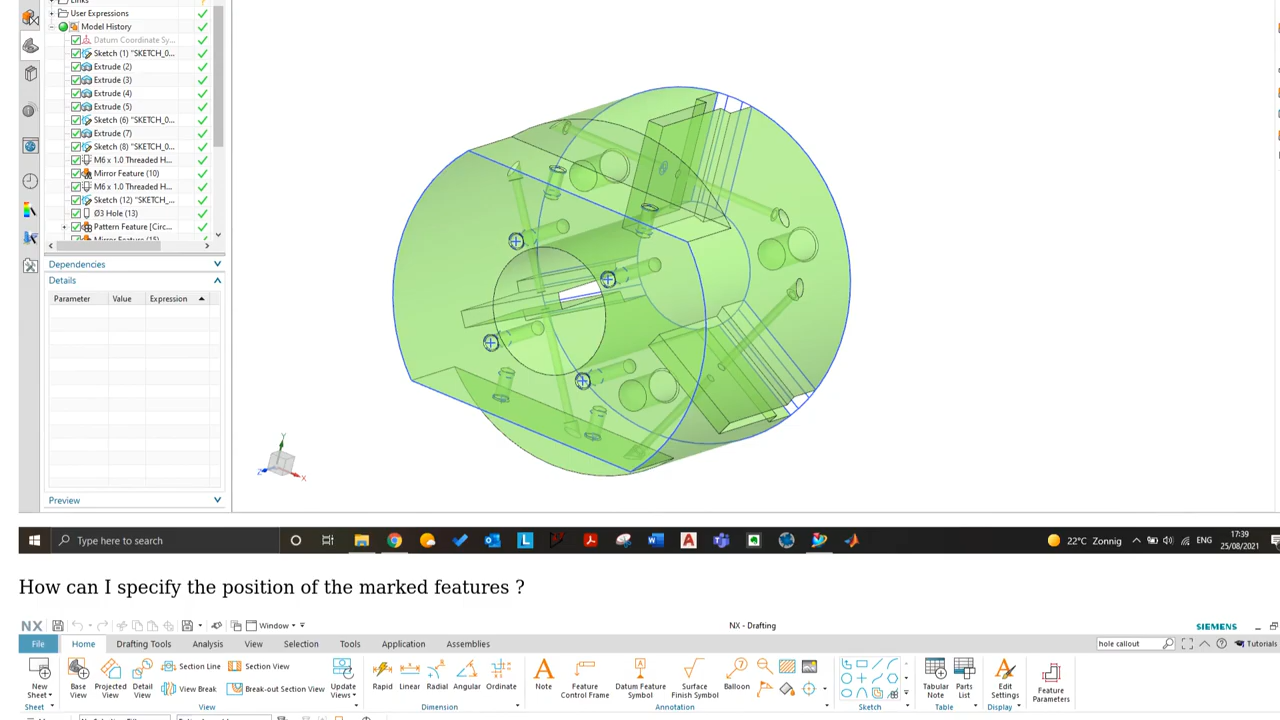 Links
User Expressions
Model History
Datum Coordinate Sy...
Sketch (1) "SKETCH_0...
Extrude (2)
Extrude (3)
Extrude (4)
Extrude (5)
Sketch (6) "SKETCH_0...
Extrude (7)
Sketch (8) "SKETCH_0...
M6 x 1.0 Threaded H...
Mirror Feature (10)
M6 x 1.0 Threaded H...
Sketch (12) "SKETCH_...
Ø3 Hole (13)
Pattern Feature [Circ...
Mirror Feature (15)
Dependencies
Details
Parameter Value Expression
Preview
Y
Z X
Type here to search
22°C Zonnig ENG 17:39
25/08/2021
How can I specify the position of the marked features ?
NX Window NX - Drafting SIEMENS
File Home Drafting Tools Analysis View Selection Tools Application Assemblies hole callout Tutorials
New Sheet Base View Projected View Detail View Section Line Section View View Break Break-out Section View Update Views Rapid Linear Radial Angular Ordinate Note Feature Control Frame Datum Feature Symbol Surface Finish Symbol Balloon Tabular Note Parts List Edit Settings Feature Parameters
Sheet View Dimension Annotation Sketch Table Display